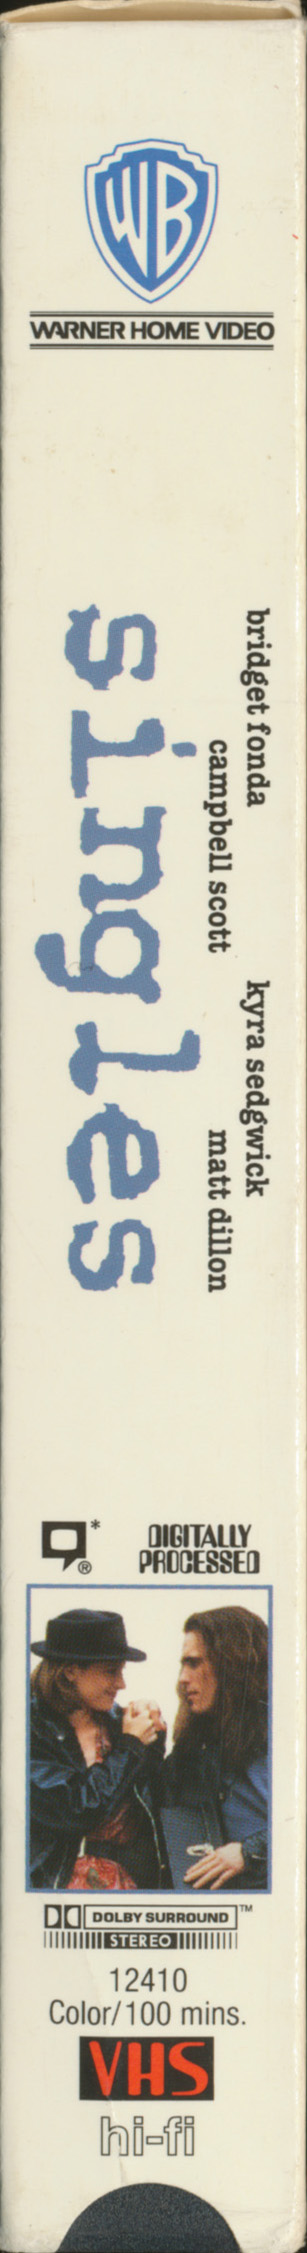 WB
WARNER HOME VIDEO
bridget fonda kyra sedgwick
campbell scott matt dillon
singles
*
®
DIGITALLY
PROCESSED
DOLBY SURROUND ™
STEREO
12410
Color/100 mins.
VHS
hi-fi